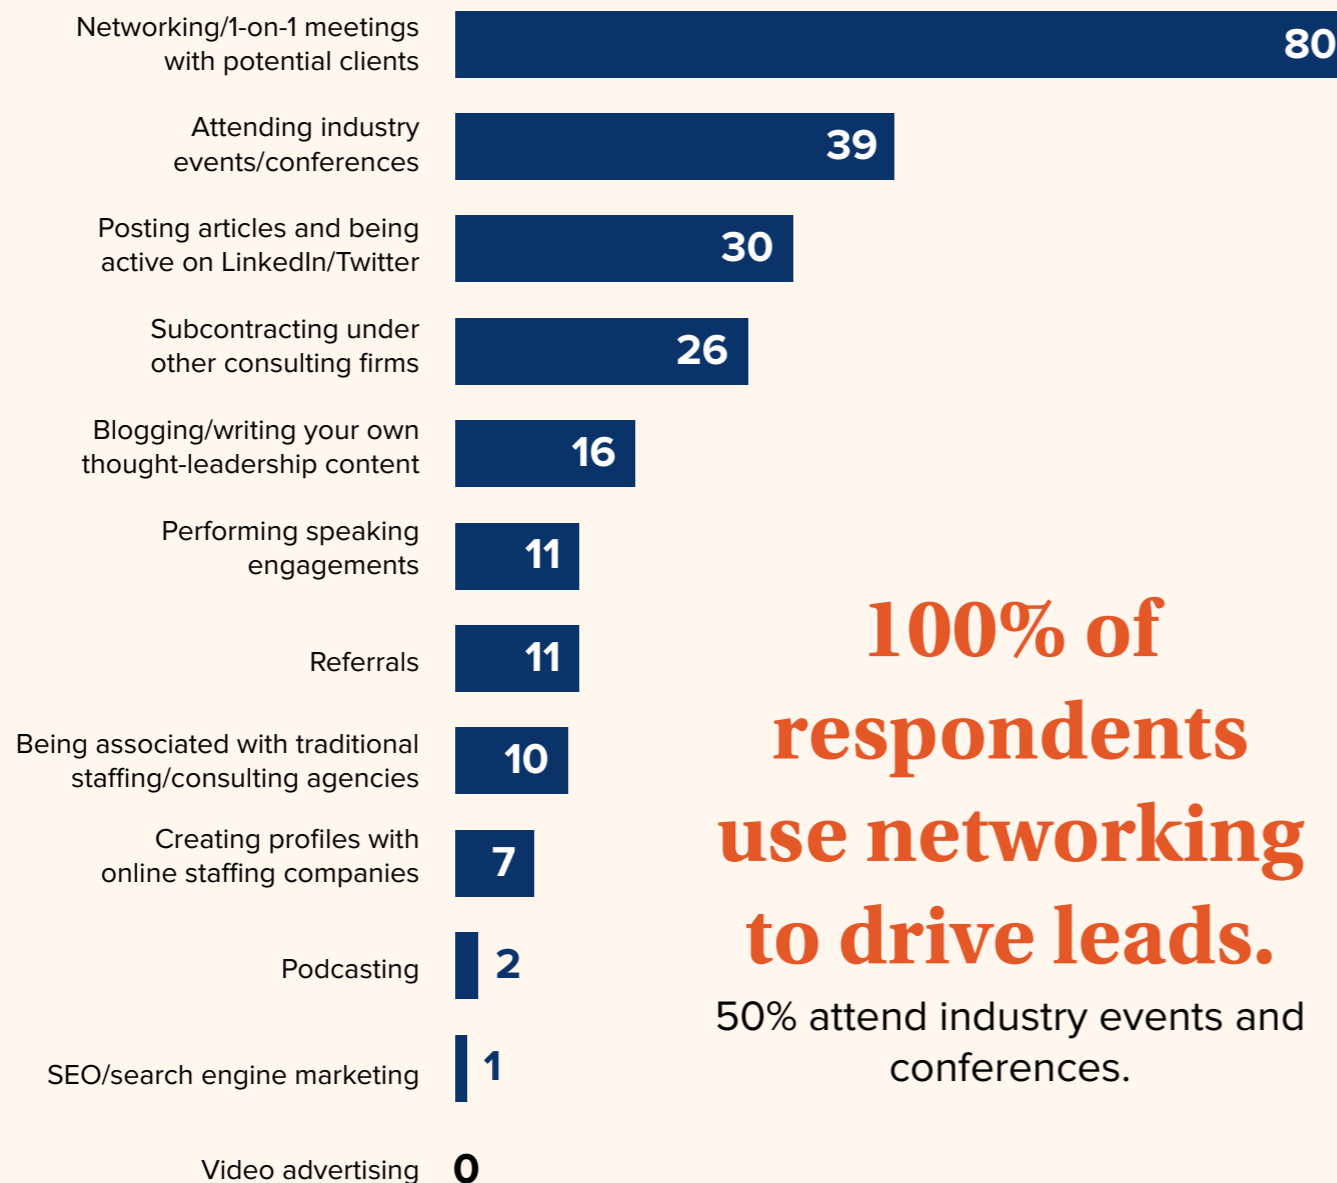 Networking/1-on-1 meetings
with potential clients
80
Attending industry
events/conferences
39
Posting articles and being
active on LinkedIn/Twitter
30
Subcontracting under
other consulting firms
26
Blogging/writing your own
thought-leadership content
16
Performing speaking
engagements
11
Referrals
11
Being associated with traditional
staffing/consulting agencies
10
Creating profiles with
online staffing companies
7
Podcasting
2
SEO/search engine marketing
1
Video advertising
0
100% of
respondents
use networking
to drive leads.
50% attend industry events and
conferences.